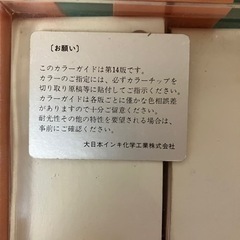 〔お願い〕
このカラーガイドは第14版です。
カラーのご指定には、必ずカラーチップを
切り取り原稿等に貼付してご指示ください。
カラーガイドは各版ごとに僅かな色相誤差
がありますので十分ご留意ください。
耐光性その他の特性を要望される場合は、
事前にご確認ください。
大日本インキ化学工業株式会社